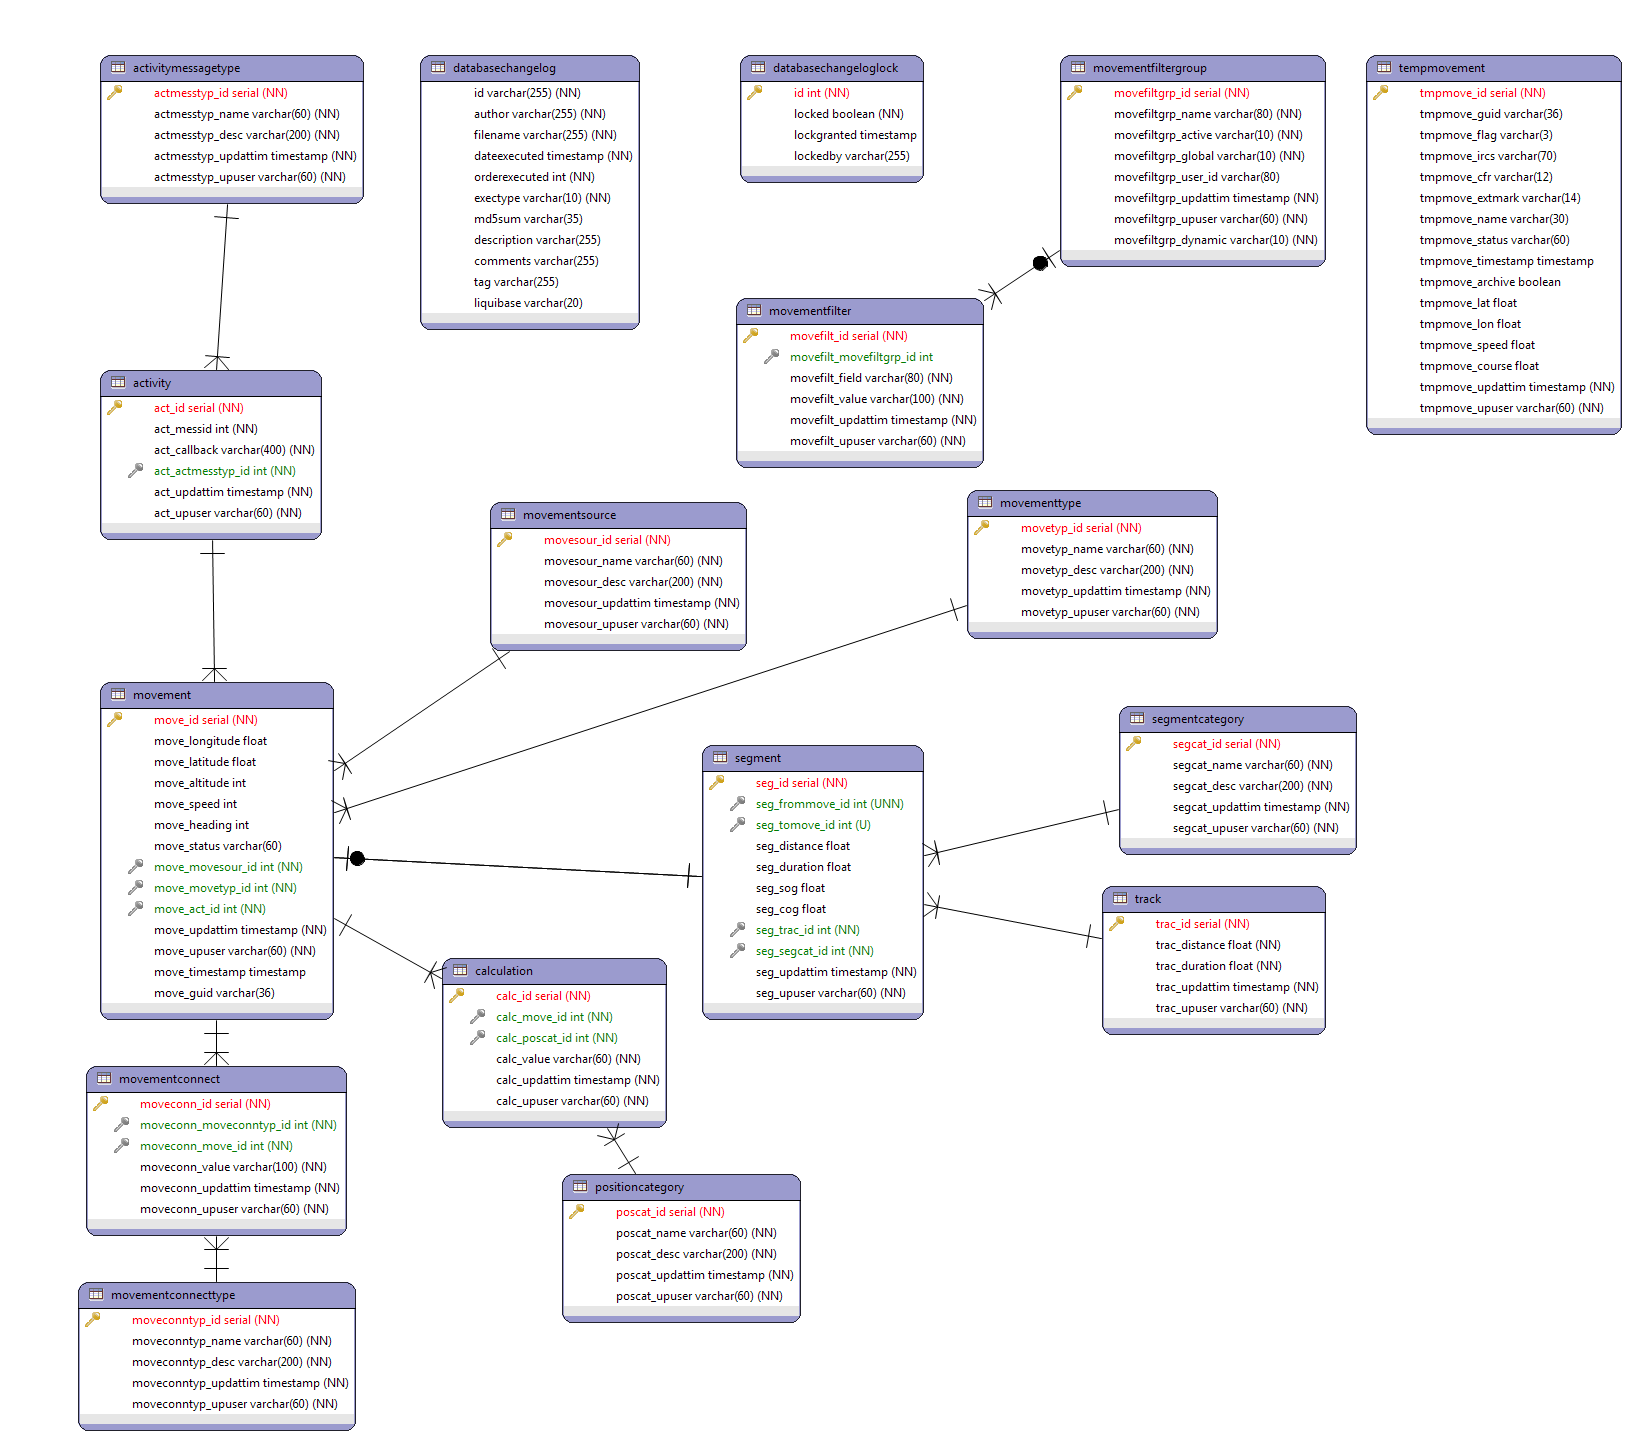 activitymessagetype
actmesstyp_id serial (NN)
actmesstyp_name varchar(60) (NN)
actmesstyp_desc varchar(200) (NN)
actmesstyp_updattim timestamp (NN)
actmesstyp_upuser varchar(60) (NN)
databasechangelog
id varchar(255) (NN)
author varchar(255) (NN)
filename varchar(255) (NN)
dateexecuted timestamp (NN)
orderexecuted int (NN)
exectype varchar(10) (NN)
md5sum varchar(35)
description varchar(255)
comments varchar(255)
tag varchar(255)
liquibase varchar(20)
databasechangeloglock
id int (NN)
locked boolean (NN)
lockgranted timestamp
lockedby varchar(255)
movementfiltergroup
movefiltgrp_id serial (NN)
movefiltgrp_name varchar(80) (NN)
movefiltgrp_active varchar(10) (NN)
movefiltgrp_global varchar(10) (NN)
movefiltgrp_user_id varchar(80)
movefiltgrp_updattim timestamp (NN)
movefiltgrp_upuser varchar(60) (NN)
movefiltgrp_dynamic varchar(10) (NN)
tempmovement
tmpmove_id serial (NN)
tmpmove_guid varchar(36)
tmpmove_flag varchar(3)
tmpmove_ircs varchar(70)
tmpmove_cfr varchar(12)
tmpmove_extmark varchar(14)
tmpmove_name varchar(30)
tmpmove_status varchar(60)
tmpmove_timestamp timestamp
tmpmove_archive boolean
tmpmove_lat float
tmpmove_lon float
tmpmove_speed float
tmpmove_course float
tmpmove_updattim timestamp (NN)
tmpmove_upuser varchar(60) (NN)
movementfilter
movefilt_id serial (NN)
movefilt_movefiltgrp_id int
movefilt_field varchar(80) (NN)
movefilt_value varchar(100) (NN)
movefilt_updattim timestamp (NN)
movefilt_upuser varchar(60) (NN)
activity
act_id serial (NN)
act_messid int (NN)
act_callback varchar(400) (NN)
act_actmesstyp_id int (NN)
act_updattim timestamp (NN)
act_upuser varchar(60) (NN)
movementsource
movesour_id serial (NN)
movesour_name varchar(60) (NN)
movesour_desc varchar(200) (NN)
movesour_updattim timestamp (NN)
movesour_upuser varchar(60) (NN)
movementtype
movetyp_id serial (NN)
movetyp_name varchar(60) (NN)
movetyp_desc varchar(200) (NN)
movetyp_updattim timestamp (NN)
movetyp_upuser varchar(60) (NN)
movement
move_id serial (NN)
move_longitude float
move_latitude float
move_altitude int
move_speed int
move_heading int
move_status varchar(60)
move_movesour_id int (NN)
move_movetyp_id int (NN)
move_act_id int (NN)
move_updattim timestamp (NN)
move_upuser varchar(60) (NN)
move_timestamp timestamp
move_guid varchar(36)
segment
seg_id serial (NN)
seg_frommove_id int (UNN)
seg_tomove_id int (U)
seg_distance float
seg_duration float
seg_sog float
seg_cog float
seg_trac_id int (NN)
seg_segcat_id int (NN)
seg_updattim timestamp (NN)
seg_upuser varchar(60) (NN)
segmentcategory
segcat_id serial (NN)
segcat_name varchar(60) (NN)
segcat_desc varchar(200) (NN)
segcat_updattim timestamp (NN)
segcat_upuser varchar(60) (NN)
track
trac_id serial (NN)
trac_distance float (NN)
trac_duration float (NN)
trac_updattim timestamp (NN)
trac_upuser varchar(60) (NN)
calculation
calc_id serial (NN)
calc_move_id int (NN)
calc_poscat_id int (NN)
calc_value varchar(60) (NN)
calc_updattim timestamp (NN)
calc_upuser varchar(60) (NN)
movementconnect
moveconn_id serial (NN)
moveconn_moveconntyp_id int (NN)
moveconn_move_id int (NN)
moveconn_value varchar(100) (NN)
moveconn_updattim timestamp (NN)
moveconn_upuser varchar(60) (NN)
positioncategory
poscat_id serial (NN)
poscat_name varchar(60) (NN)
poscat_desc varchar(200) (NN)
poscat_updattim timestamp (NN)
poscat_upuser varchar(60) (NN)
movementconnecttype
moveconntyp_id serial (NN)
moveconntyp_name varchar(60) (NN)
moveconntyp_desc varchar(200) (NN)
moveconntyp_updattim timestamp (NN)
moveconntyp_upuser varchar(60) (NN)